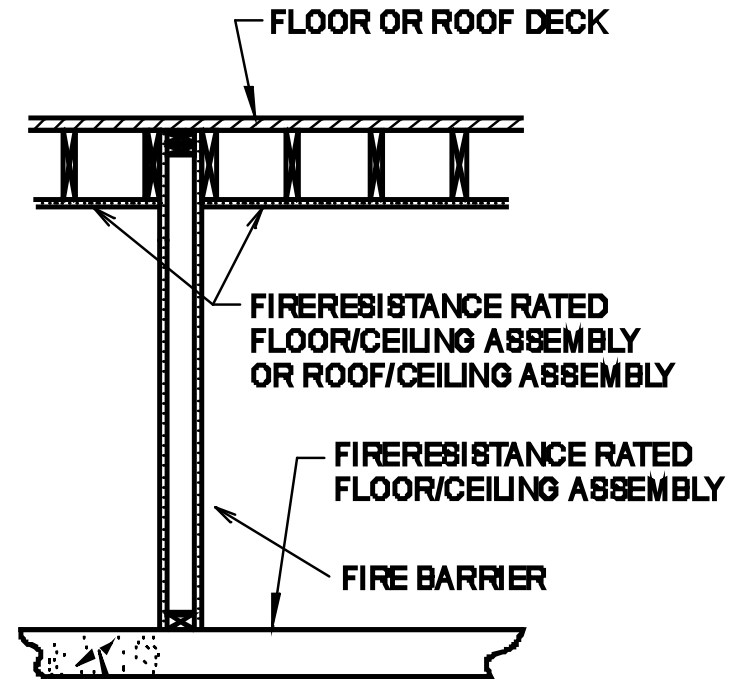 FLOOR OR ROOF DECK
FIRERESISTANCE RATED
FLOOR/CEILING ASSEMBLY
OR ROOF/CEILING ASSEMBLY
FIRERESISTANCE RATED
FLOOR/CEILING ASSEMBLY
FIRE BARRIER